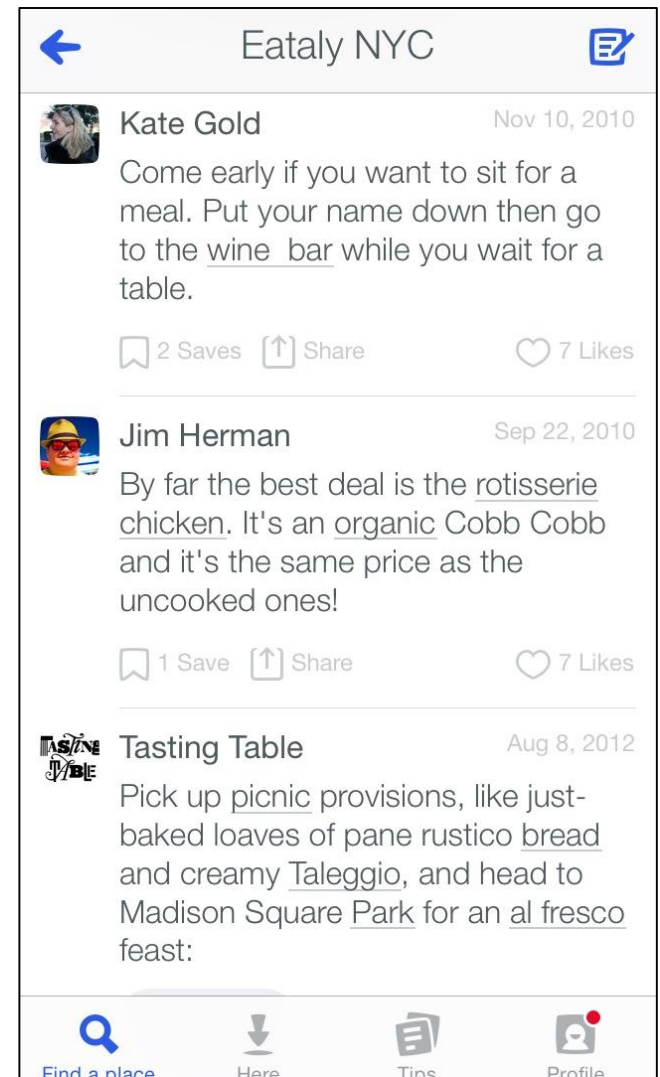 Eataly NYC
Kate Gold
Nov 10, 2010
Come early if you want to sit for a
meal. Put your name down then go
to the wine  bar while you wait for a
table.
2 Saves
Share
7 Likes
Jim Herman
Sep 22, 2010
By far the best deal is the rotisserie
chicken. It's an organic Cobb Cobb
and it's the same price as the
uncooked ones!
1 Save
Share
7 Likes
TASTING
TABLE
Tasting Table
Aug 8, 2012
Pick up picnic provisions, like just-
baked loaves of pane rustico bread
and creamy Taleggio, and head to
Madison Square Park for an al fresco
feast:
Find a place
Here
Tips
Profile